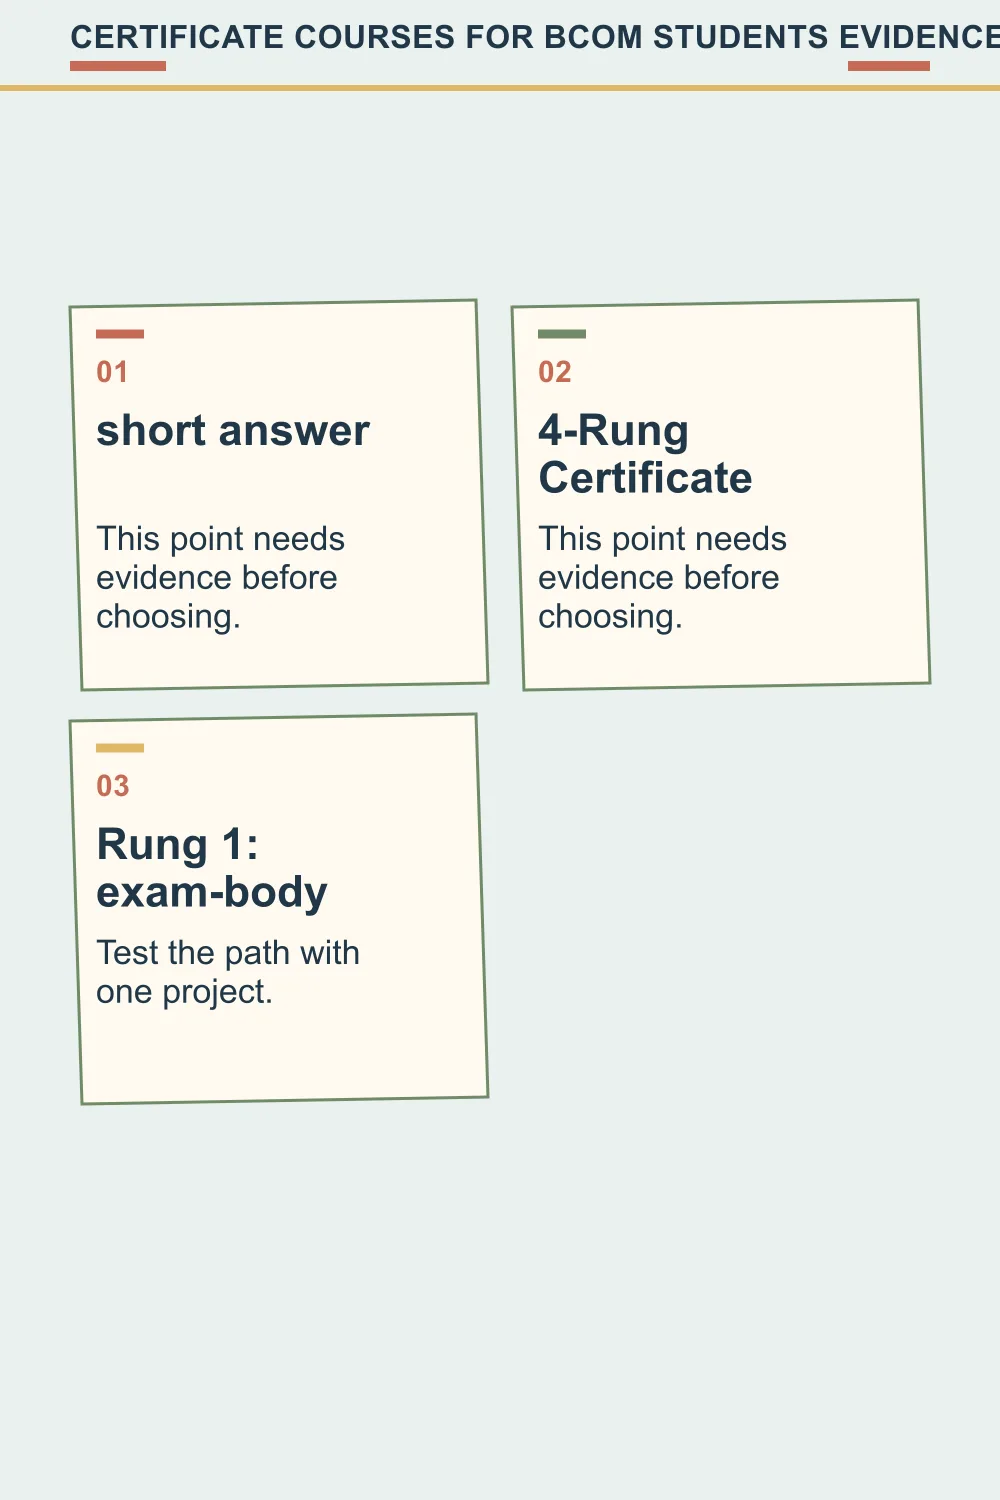 CERTIFICATE COURSES FOR BCOM STUDENTS EVIDENCE
01
short answer
This point needs
evidence before
choosing.
02
4-Rung
Certificate
This point needs
evidence before
choosing.
03
Rung 1:
exam-body
Test the path with
one project.